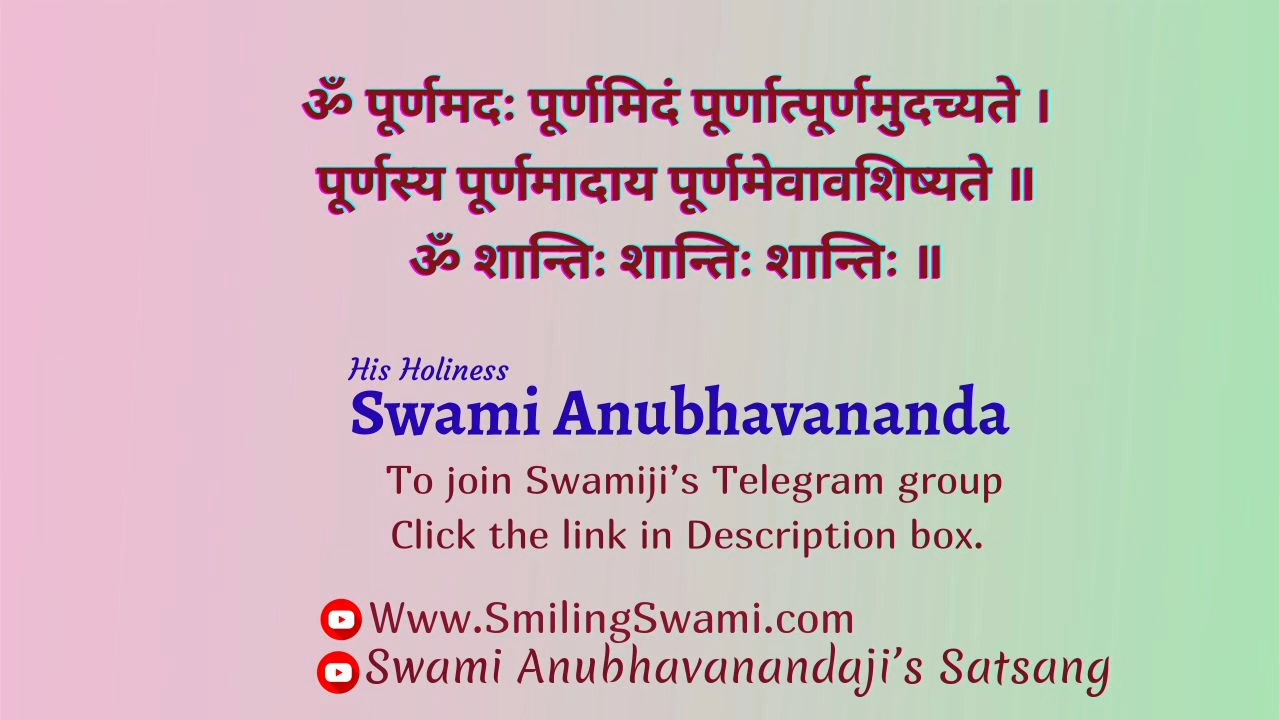 ॐ पूर्णमदः पूर्णमिदं पूर्णात्पूर्णमुदच्यते ।
पूर्णस्य पूर्णमादाय पूर्णमेवावशिष्यते ॥
ॐ शान्तिः शान्तिः शान्तिः ॥
His Holiness
Swami Anubhavananda
To join Swamiji's Telegram group
Click the link in Description box.
Www.SmilingSwami.com
Swami Anubhavanandaji's Satsang